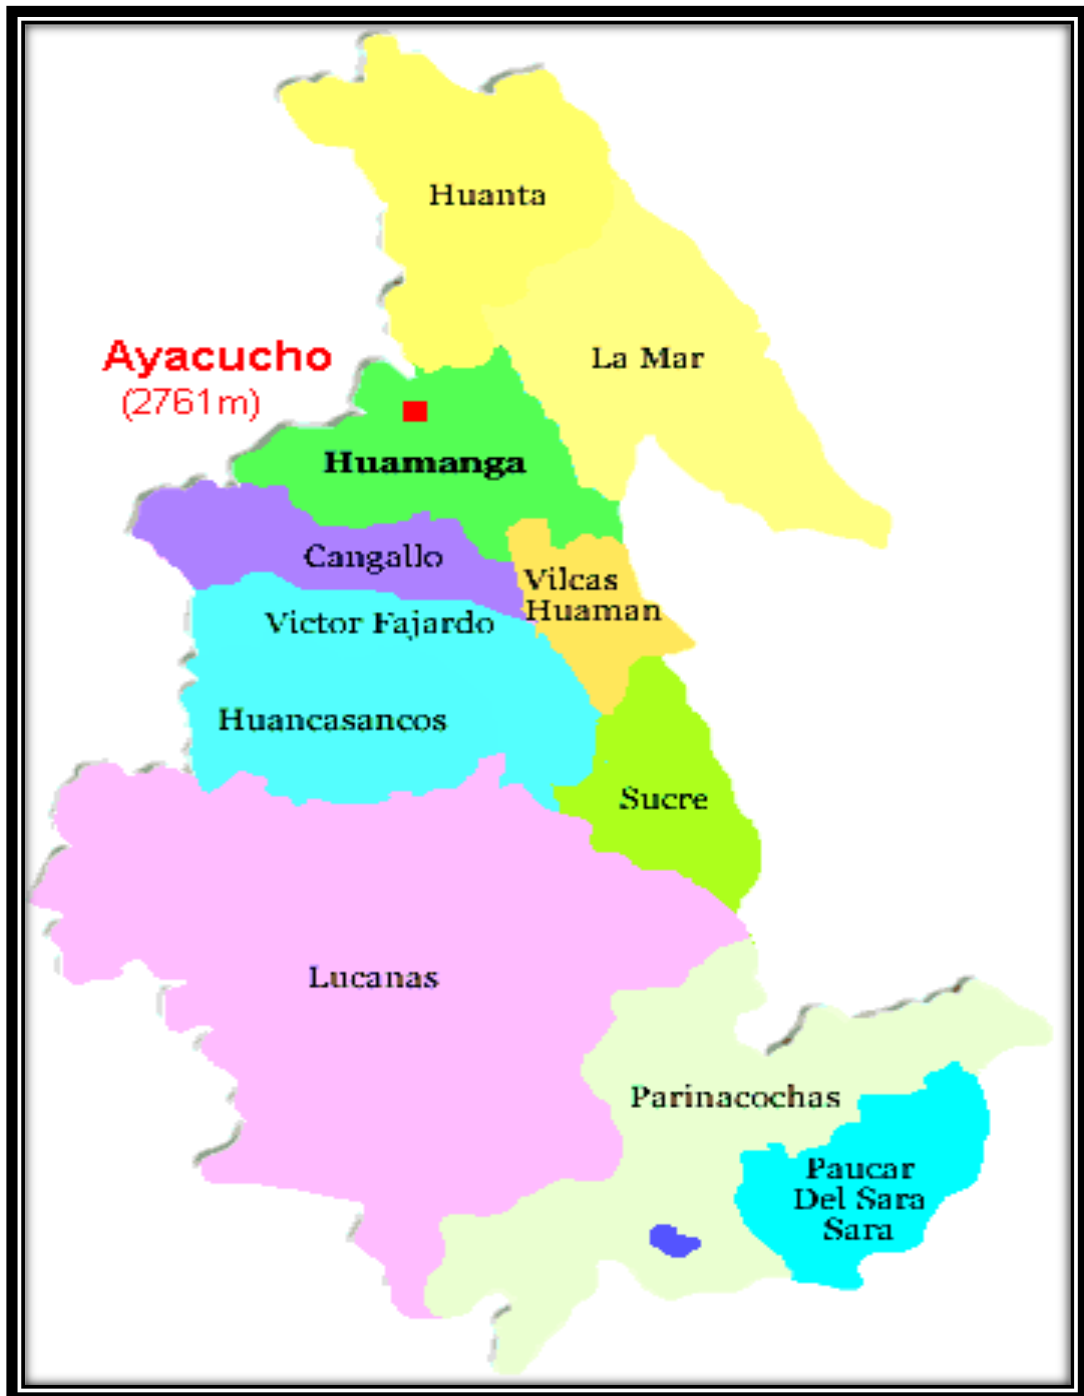 Huanta
La Mar
Ayacucho
(2761m)
Huamanga
Cangallo
Vilcas
Huaman
Victor Fajardo
Huancasancos
Sucre
Lucanas
Parinacochas
Paucar
Del Sara
Sara